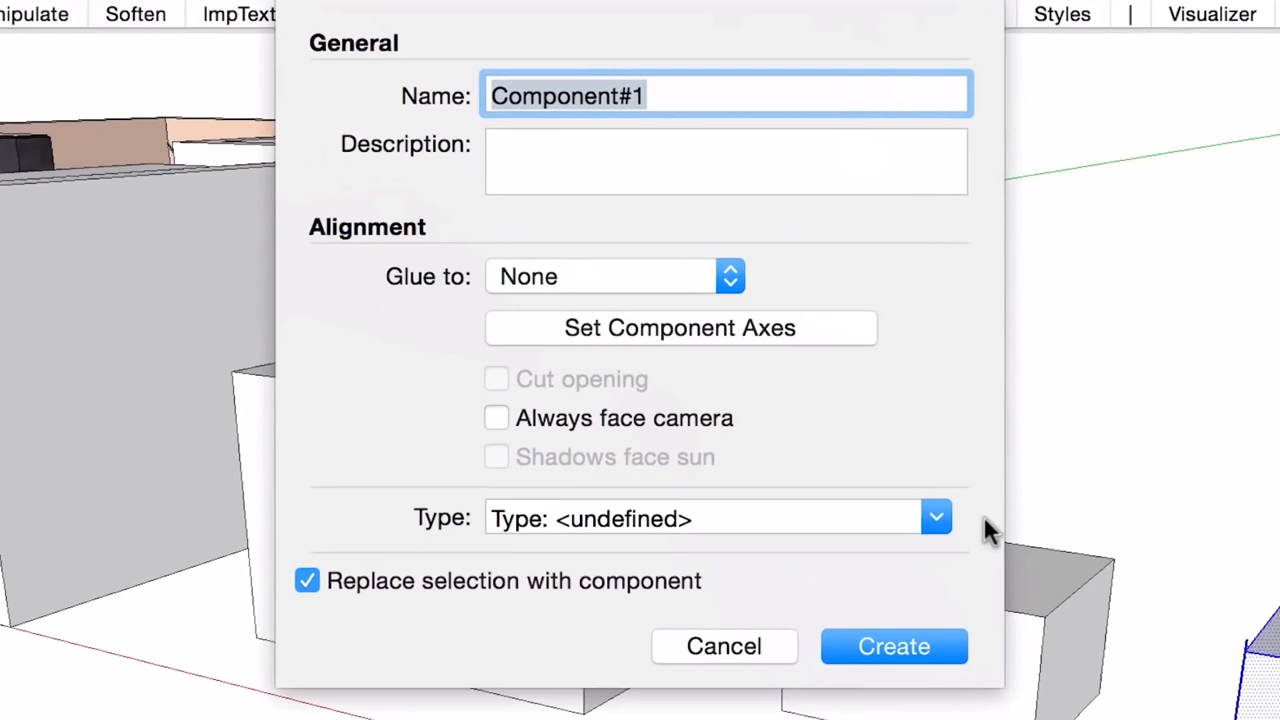 Soften ImpText Styles | Visualizer
General
Name: Component#1
Description:
Alignment
Glue to: None
Set Component Axes
Cut opening
Always face camera
Shadows face sun
Type: Type: <undefined>
Replace selection with component
Cancel Create